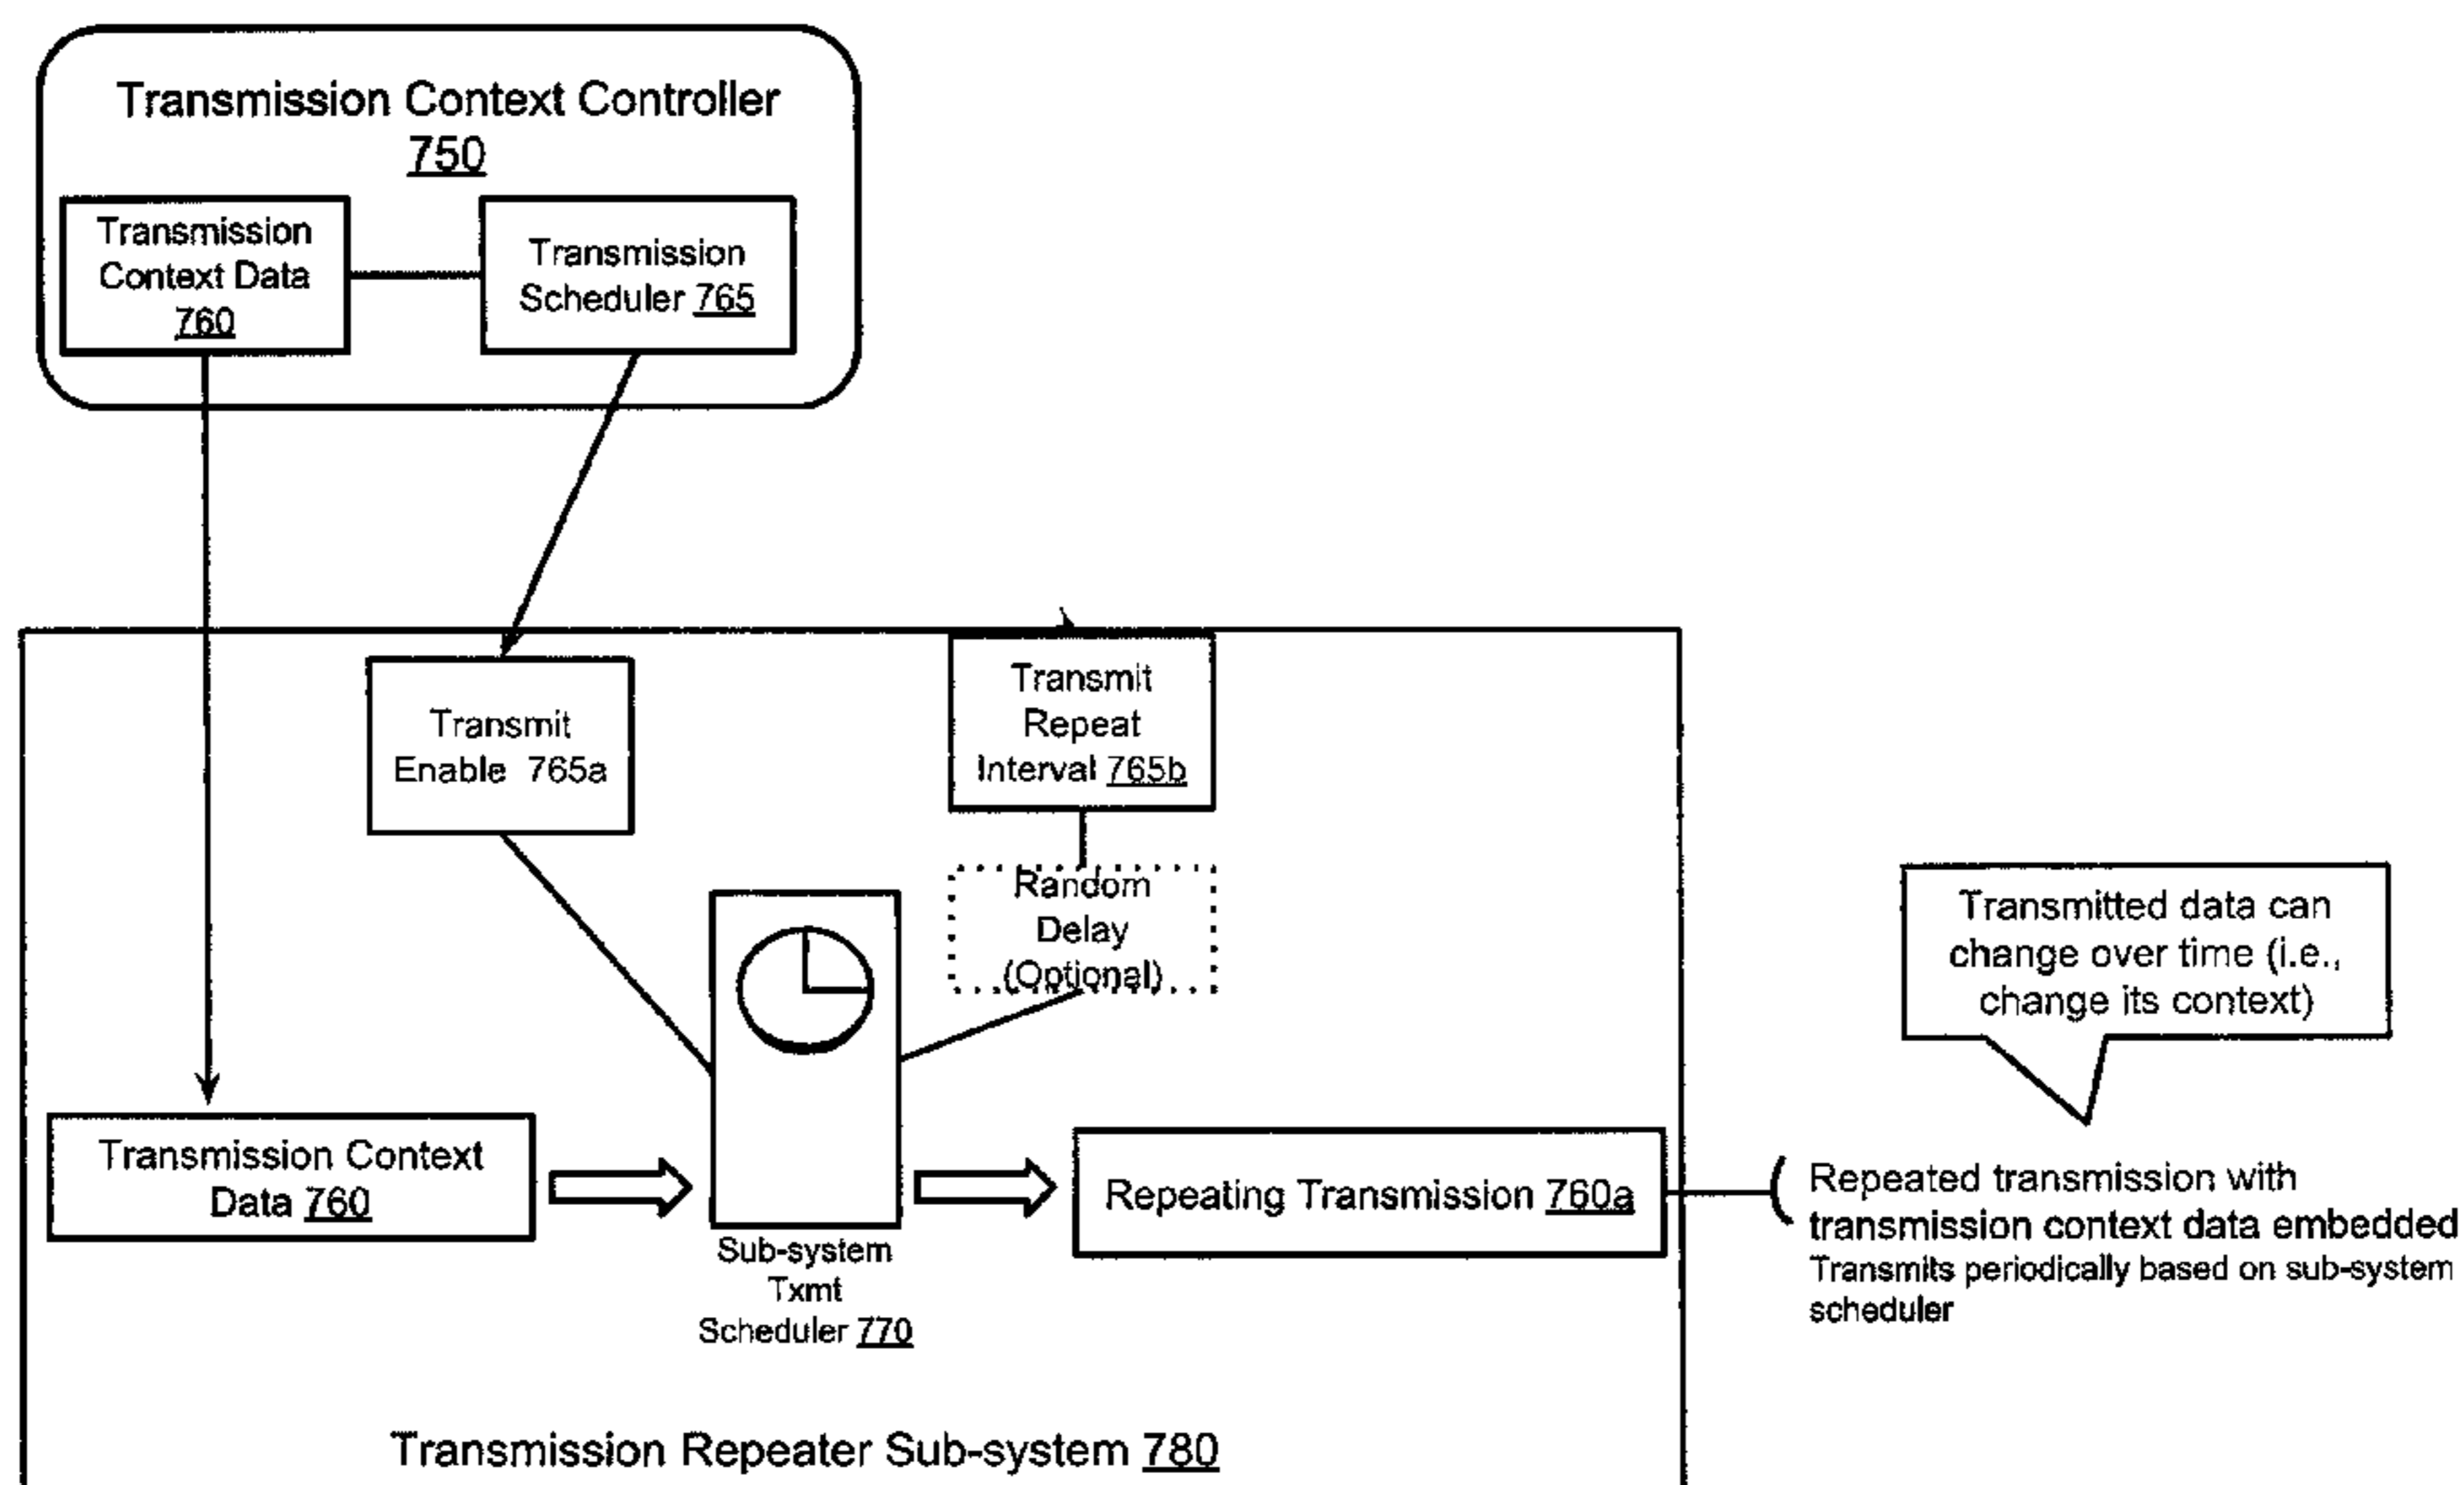 Transmission Context Controller
750
Transmission
Context Data
760
Transmission
Scheduler 765
Transmit
Enable 765a
Transmit
Repeat
Interval 765b
Random
Delay
(Optional)
Transmitted data can
change over time (i.e.,
change its context)
Transmission Context
Data 760
Sub-system
Txmt
Scheduler 770
Repeating Transmission 760a
Repeated transmission with
transmission context data embedded
Transmits periodically based on sub-system
scheduler
Transmission Repeater Sub-system 780